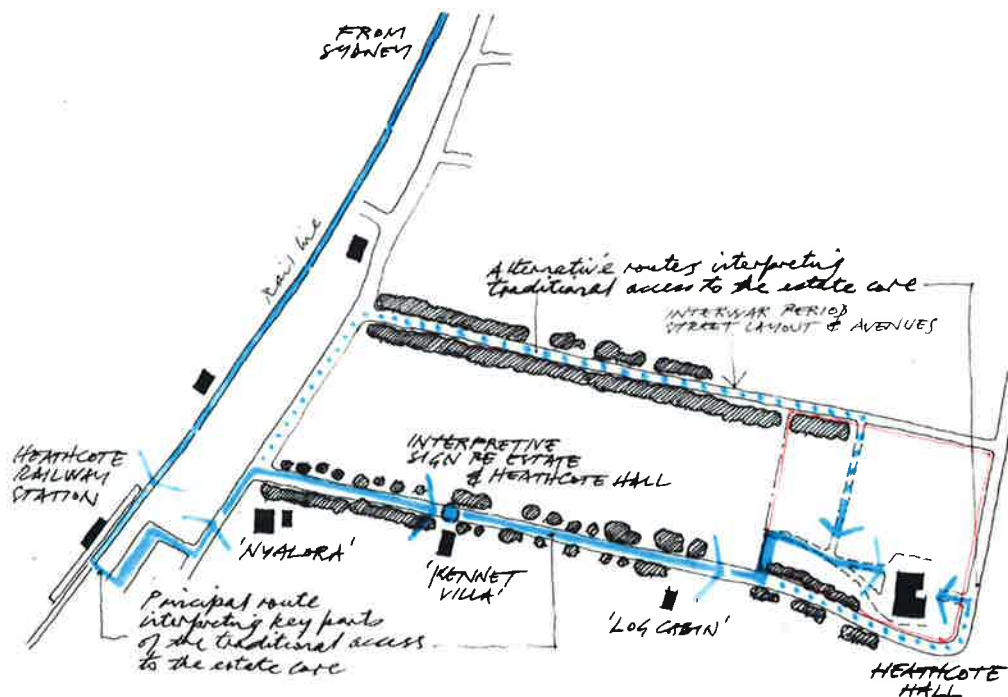 FROM
SYDNEY
rail line
Alternative routes interpreting
traditional access to the estate core
INTERWAR PERIOD
STREET LAYOUT & AVENUES
HEATHCOTE
RAILWAY
STATION
INTERPRETIVE
SIGN RE ESTATE
& HEATHCOTE HALL
'NYALORA'
'KENNET
VILLA'
'LOG CABIN'
Principal route
interpreting key parts
of the traditional access
to the estate core
HEATHCOTE
HALL